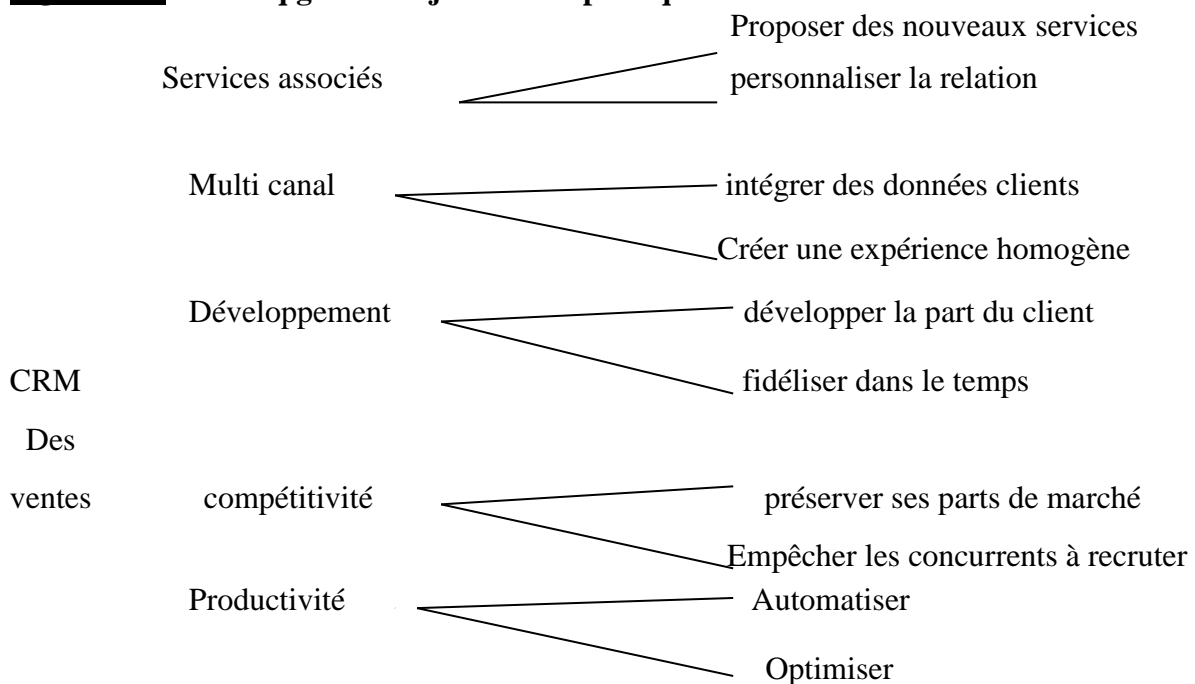 Proposer des nouveaux services
Services associés personnaliser la relation
Multi canal intégrer des données clients
Créer une expérience homogène
Développement développer la part du client
CRM fidéliser dans le temps
Des
ventes compétitivité préserver ses parts de marché
Empêcher les concurrents à recruter
Productivité Automatiser
Optimiser